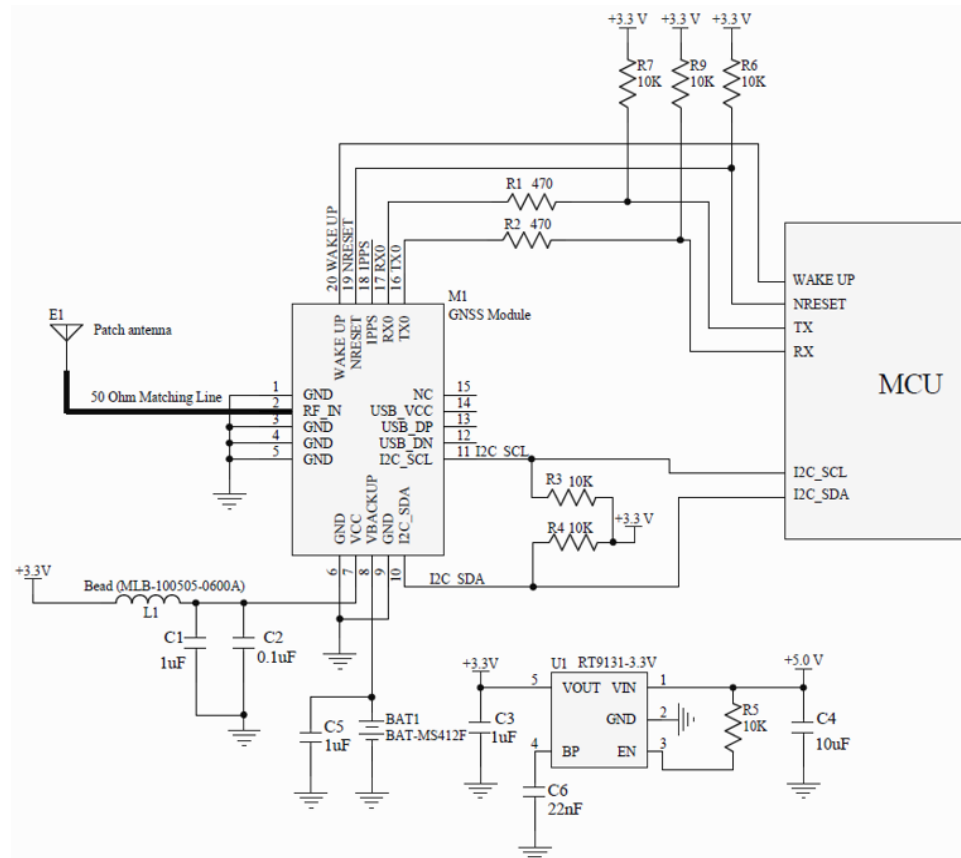 +3.3 V +3.3 V +3.3 V
R7
10K
R9
10K
R6
10K
R1 470
R2 470
20 WAKE UP
19 NRESET
18 1PPS
17 RX0
16 TX0
M1
GNSS Module
WAKE UP
NRESET
1PPS
RX0
TX0
E1
Patch antenna
50 Ohm Matching Line
1 GND
2 RF_IN
3 GND
4 GND
5 GND
NC 15
USB_VCC 14
USB_DP 13
USB_DN 12
I2C_SCL 11 I2C_SCL
GND
VCC
VBACKUP
GND
I2C_SDA
6
7
8
9
10
I2C_SDA
R3 10K
+3.3 V
R4 10K
WAKE UP
NRESET
TX
RX
MCU
I2C_SCL
I2C_SDA
+3.3V
Bead (MLB-100505-0600A)
L1
C1
1uF
C2
0.1uF
C5
1uF
BAT1
BAT-MS412F
+3.3V
U1 RT9131-3.3V
+5.0 V
5 VOUT VIN 1
GND 2
4 BP EN 3
C3
1uF
R5
10K
C4
10uF
C6
22nF